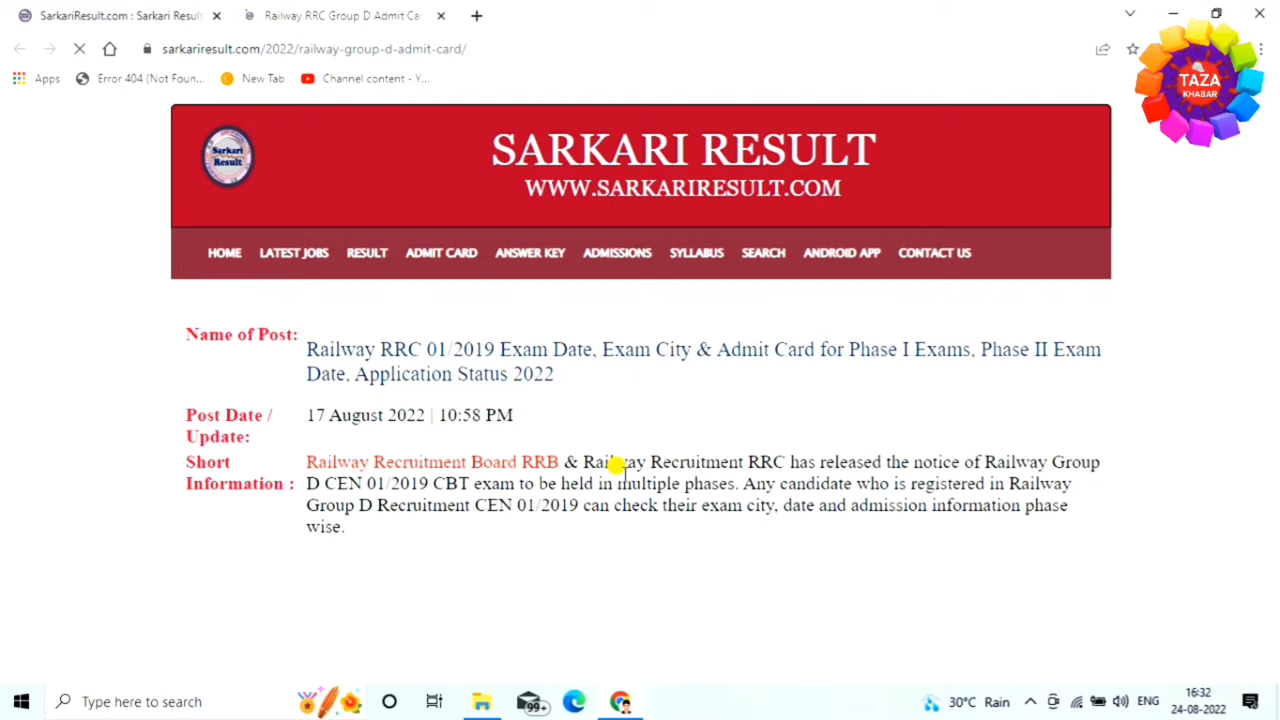 SarkariResult.com : Sarkari Result
Railway RRC Group D Admit Ca
sarkariresult.com/2022/railway-group-d-admit-card/
Apps
Error 404 (Not Foun...
New Tab
Channel content - Y...
TAZA
KHABAR
Sarkari
Result
SARKARI RESULT
WWW.SARKARIRESULT.COM
HOME LATEST JOBS RESULT ADMIT CARD ANSWER KEY ADMISSIONS SYLLABUS SEARCH ANDROID APP CONTACT US
Name of Post:
Railway RRC 01/2019 Exam Date, Exam City & Admit Card for Phase I Exams, Phase II Exam
Date, Application Status 2022
Post Date /
Update:
17 August 2022 | 10:58 PM
Short
Information :
Railway Recruitment Board RRB & Railway Recruitment RRC has released the notice of Railway Group
D CEN 01/2019 CBT exam to be held in multiple phases. Any candidate who is registered in Railway
Group D Recruitment CEN 01/2019 can check their exam city, date and admission information phase
wise.
Type here to search
99+
30°C Rain
ENG
16:32
24-08-2022